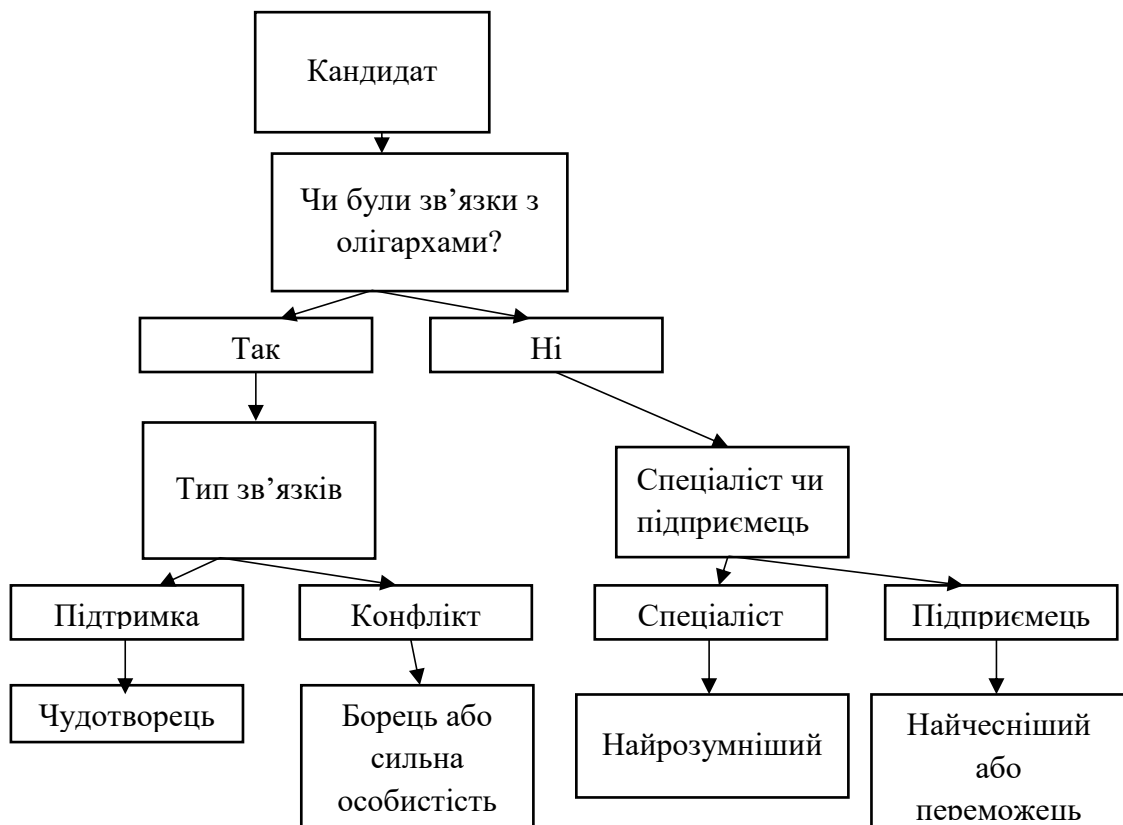 Кандидат
Чи були зв’язки з
олігархами?
Так
Ні
Тип зв’язків
Спеціаліст чи
підприємець
Підтримка
Конфлікт
Спеціаліст
Підприємець
Чудотворець
Борець або
сильна
особистість
Найрозумніший
Найчесніший
або
переможець